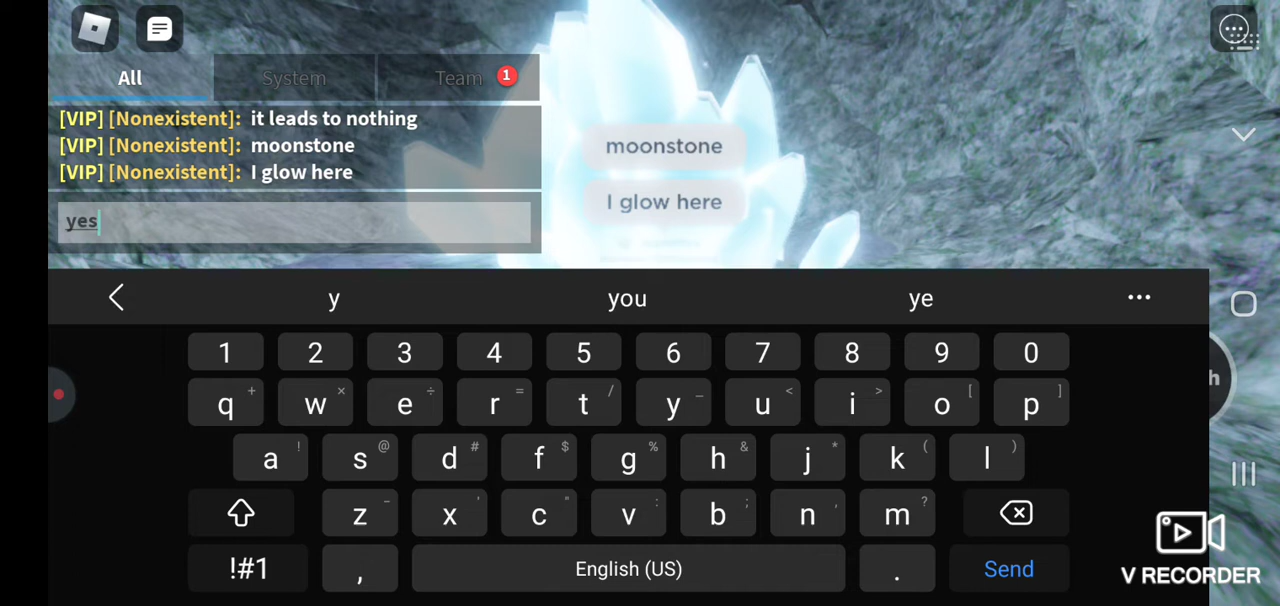 All System Team 1
[VIP] [Nonexistent]: it leads to nothing
[VIP] [Nonexistent]: moonstone
[VIP] [Nonexistent]: I glow here
moonstone
I glow here
yes
y you ye
1 2 3 4 5 6 7 8 9 0
q + w × e ÷ r = t / y _ u < i > o [ p ]
a ! s @ d # f $ g % h & j * k ( l )
z - x ' c " v : b ; n , m ?
!#1 , English (US) . Send
h
V RECORDER